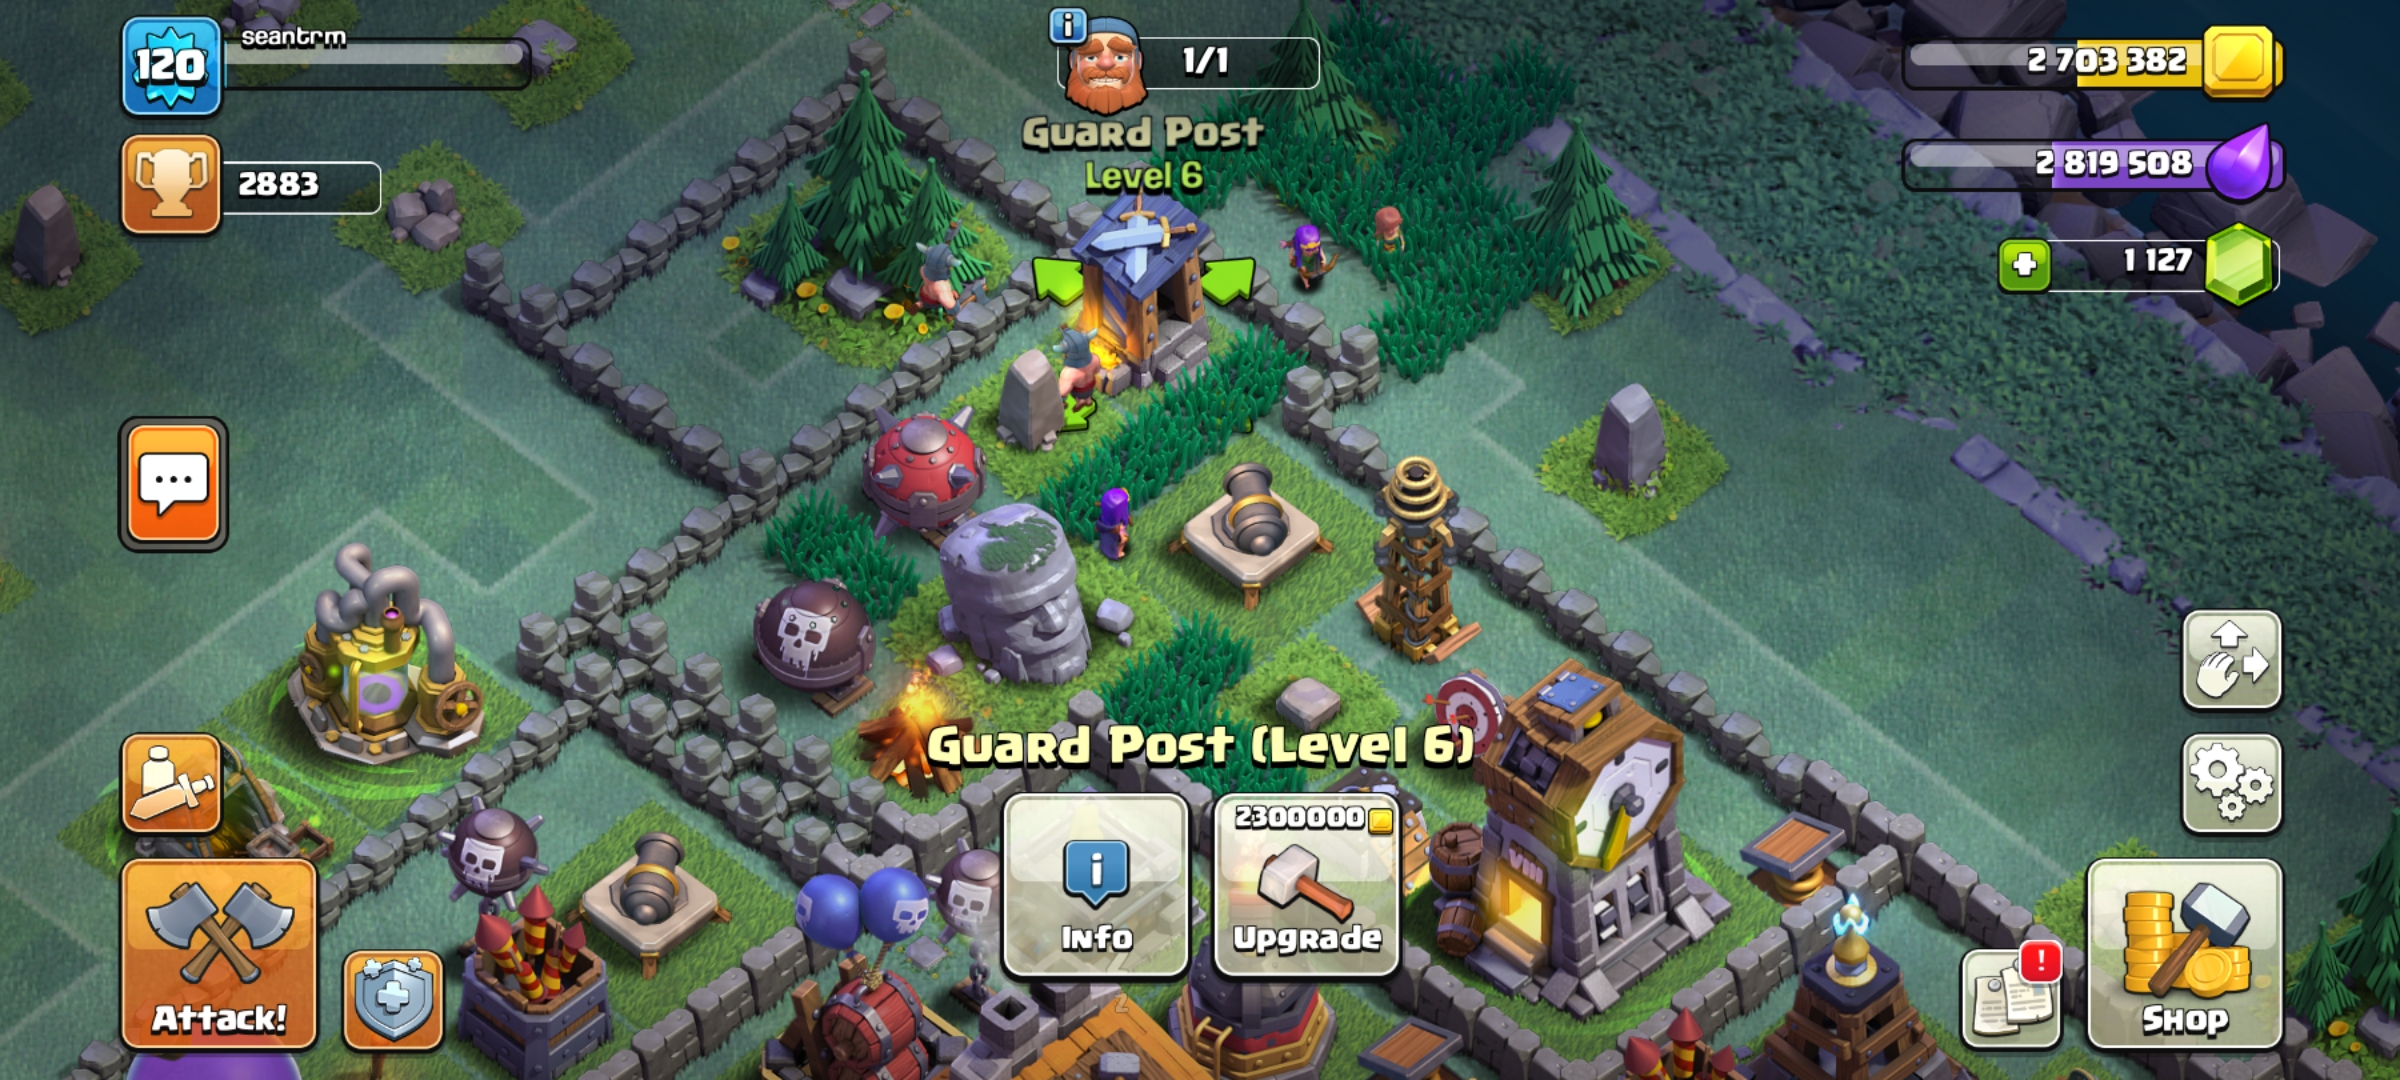 120
seantrm
1/1
2 703 382
Guard Post
Level 6
2 819 508
2883
+
1 127
Guard Post (Level 6)
2300000
i
Info
Upgrade
VIII
!
Attack!
Shop
Z